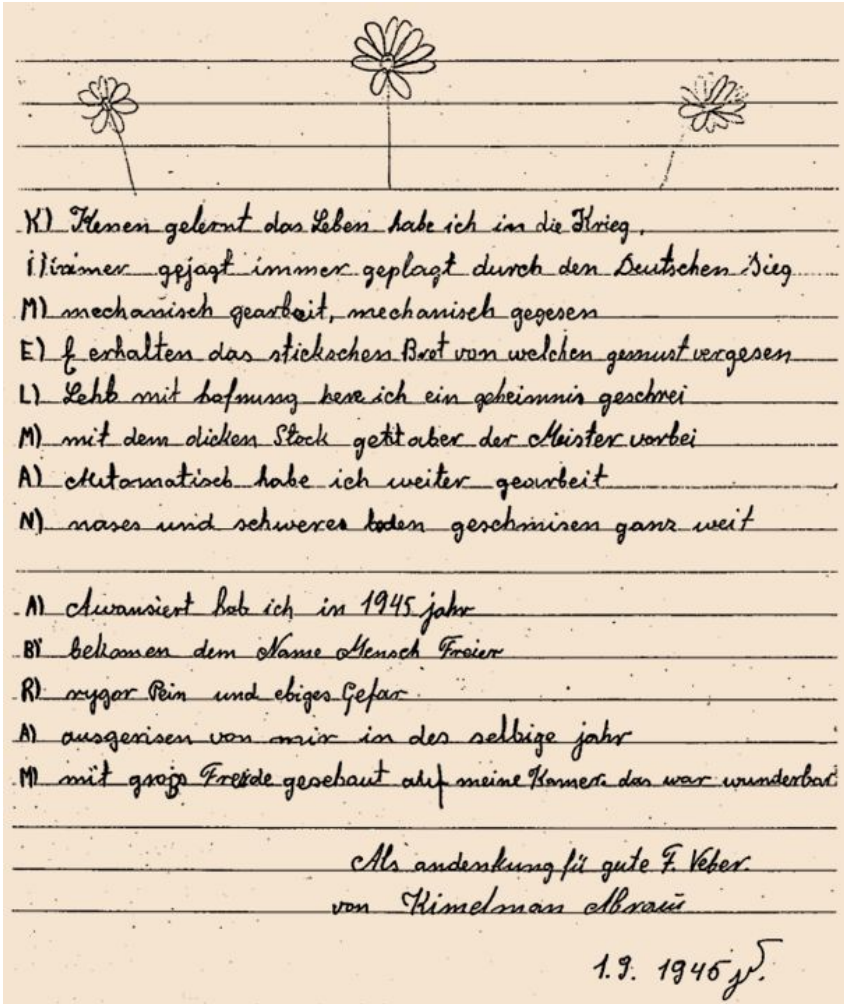 K) Kenen gelernt das Leben habe ich in die Krieg,
I) immer gejagt immer geplagt durch den Deutschen Sieg
M) mechanisch gearbeit, mechanisch gegesen
E) erhalten das stickschen Brot von welchen gemust vergesen
L) Lehb mit hofnung here ich ein geheimnis geschrei
M) mit dem dicken Stock geht aber der Meister vorbei
A) Automatisch habe ich weiter gearbeit
N) nases und schweres boden geschmisen ganz weit
A) Awansiert hab ich in 1945 jahr
B) bekomen dem Name Mensch Freier
R) rygor Pein und ebiges Gefar
A) ausgerisen von mir in des selbige jahr
M) mit groze Freide geschaut auf meine Kamer. das war wunderbar
Als andenkung fü gute F. Veber.
von Kimelman Abram
1.9. 1945 j.